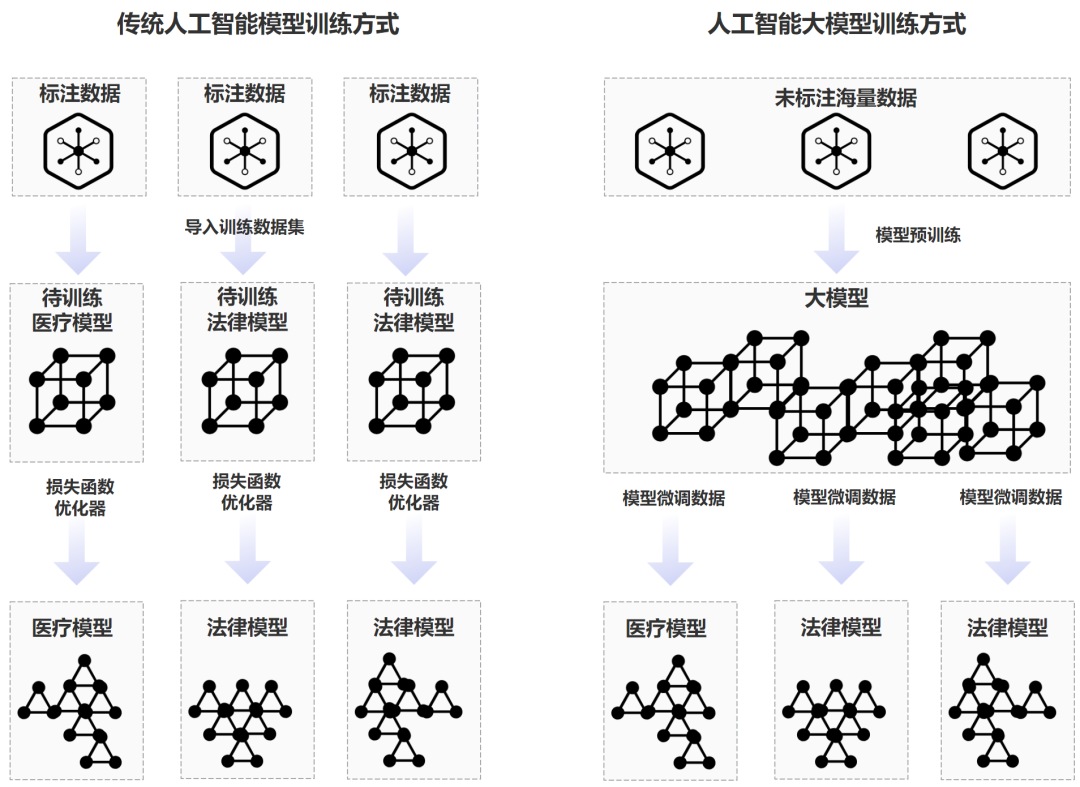 传统人工智能模型训练方式
标注数据
标注数据
标注数据
导入训练数据集
待训练
医疗模型
待训练
法律模型
待训练
法律模型
损失函数
优化器
损失函数
优化器
损失函数
优化器
医疗模型
法律模型
法律模型
人工智能大模型训练方式
未标注海量数据
模型预训练
大模型
模型微调数据
模型微调数据
模型微调数据
医疗模型
法律模型
法律模型